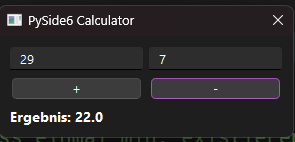 PySide6 Calculator
29 7
+ -
Ergebnis: 22.0